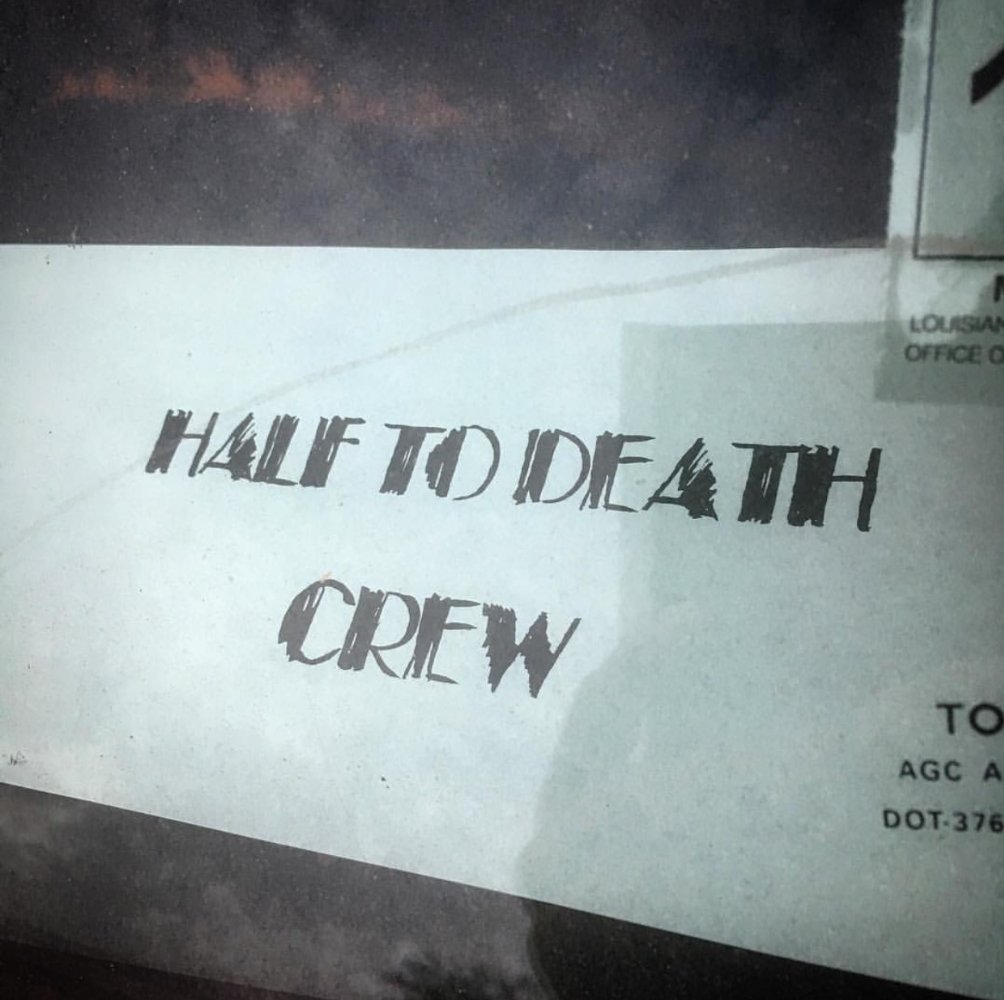 LOUISIAN
OFFICE O
HALF TO DEATH
CREW
TO
AGC A
DOT-376